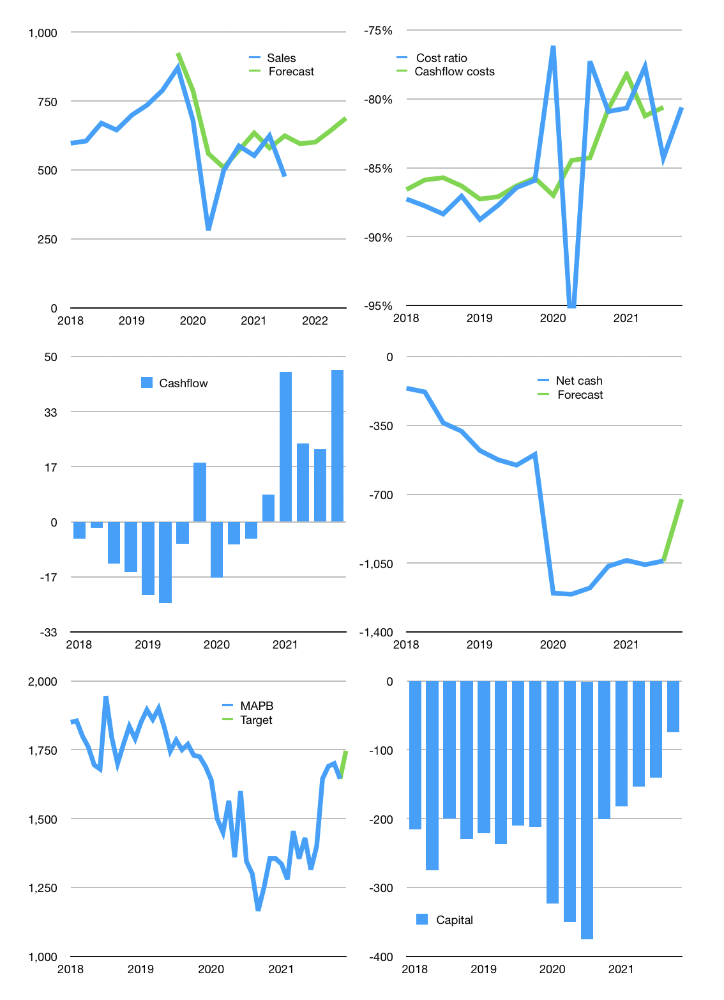 1,000
750
500
250
0
Sales
Forecast
2018 2019 2020 2021 2022
-75%
-80%
-85%
-90%
-95%
Cost ratio
Cashflow costs
2018 2019 2020 2021
50
33
17
0
-17
-33
Cashflow
2018 2019 2020 2021
0
-350
-700
-1,050
-1,400
Net cash
Forecast
2018 2019 2020 2021
2,000
1,750
1,500
1,250
1,000
MAPB
Target
2018 2019 2020 2021
0
-100
-200
-300
-400
Capital
2018 2019 2020 2021